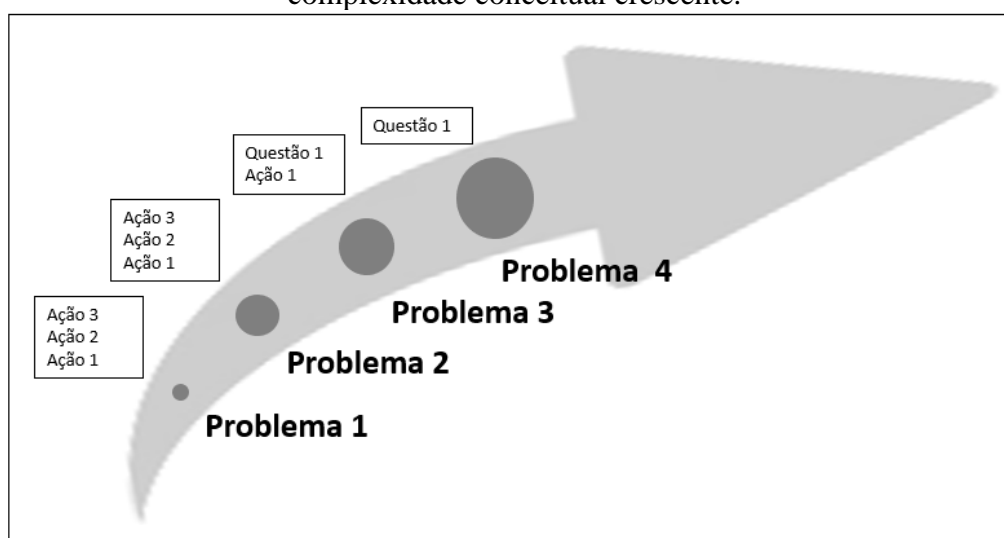 complexidade conceitual crescente.
Questão 1
Questão 1
Ação 1
Ação 3
Ação 2
Ação 1
Ação 3
Ação 2
Ação 1
Problema 4
Problema 3
Problema 2
Problema 1